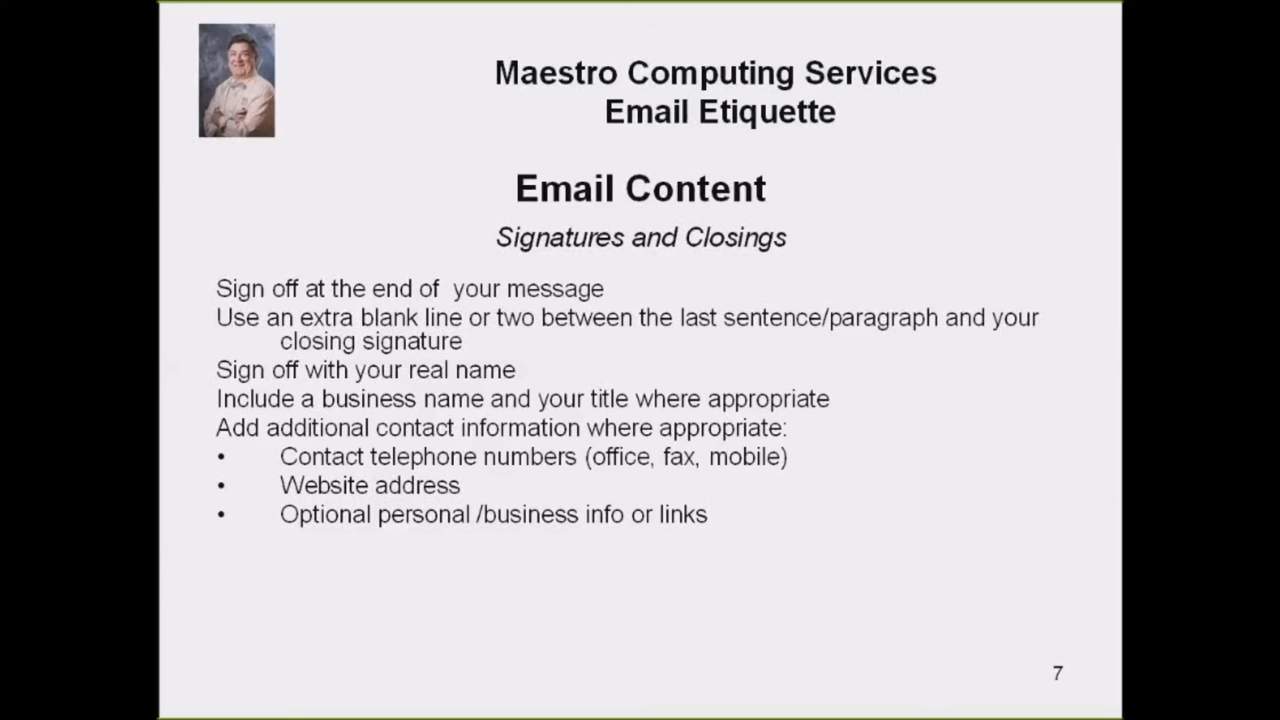 Maestro Computing Services
Email Etiquette
Email Content
Signatures and Closings
Sign off at the end of  your message
Use an extra blank line or two between the last sentence/paragraph and your
closing signature
Sign off with your real name
Include a business name and your title where appropriate
Add additional contact information where appropriate:
• Contact telephone numbers (office, fax, mobile)
• Website address
• Optional personal /business info or links
7